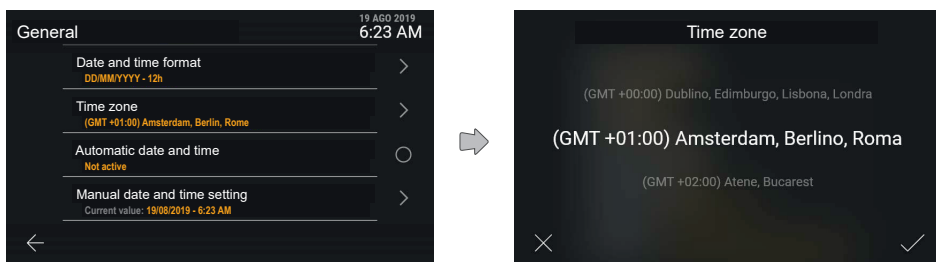 19 AGO 2019
General
6:23 AM
Date and time format
DD/MM/YYYY - 12h
Time zone
(GMT +01:00) Amsterdam, Berlin, Rome
Automatic date and time
Not active
Manual date and time setting
Current value: 19/08/2019 - 6:23 AM
Time zone
(GMT +00:00) Dublino, Edimburgo, Lisbona, Londra
(GMT +01:00) Amsterdam, Berlino, Roma
(GMT +02:00) Atene, Bucarest